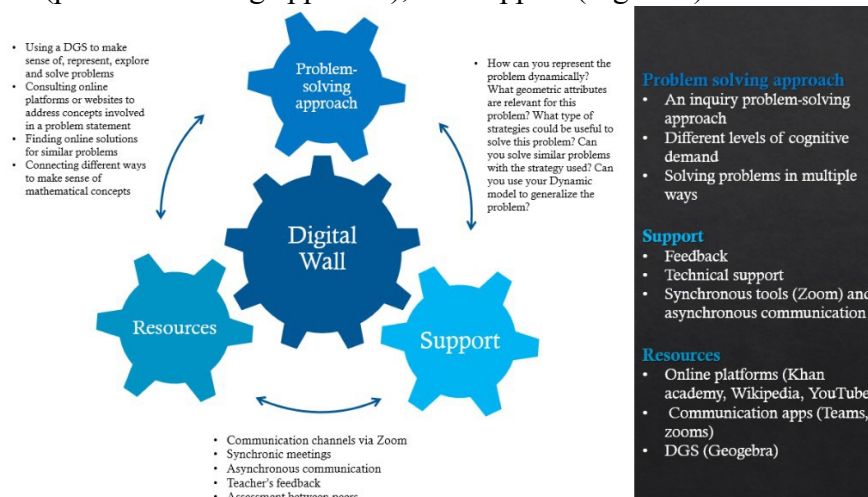 • Using a DGS to make
sense of, represent, explore
and solve problems
• Consulting online
platforms or websites to
address concepts involved
in a problem statement
• Finding online solutions
for similar problems
• Connecting different ways
to make sense of
mathematical concepts
Problem-
solving
approach
• How can you represent the
problem dynamically?
What geometric attributes
are relevant for this
problem? What type of
strategies could be useful to
solve this problem? Can
you solve similar problems
with the strategy used? Can
you use your Dynamic
model to generalize the
problem?
Digital
Wall
Resources
Support
• Communication channels via Zoom
• Synchronic meetings
• Asynchronous communication
• Teacher's feedback
• Assessment between peers
Problem solving approach
• An inquiry problem-solving
approach
• Different levels of cognitive
demand
• Solving problems in multiple
ways
Support
• Feedback
• Technical support
• Synchronous tools (Zoom) and
asynchronous communication
Resources
• Online platforms (Khan
academy, Wikipedia, YouTube
• Communication apps (Teams,
zooms)
• DGS (Geogebra)